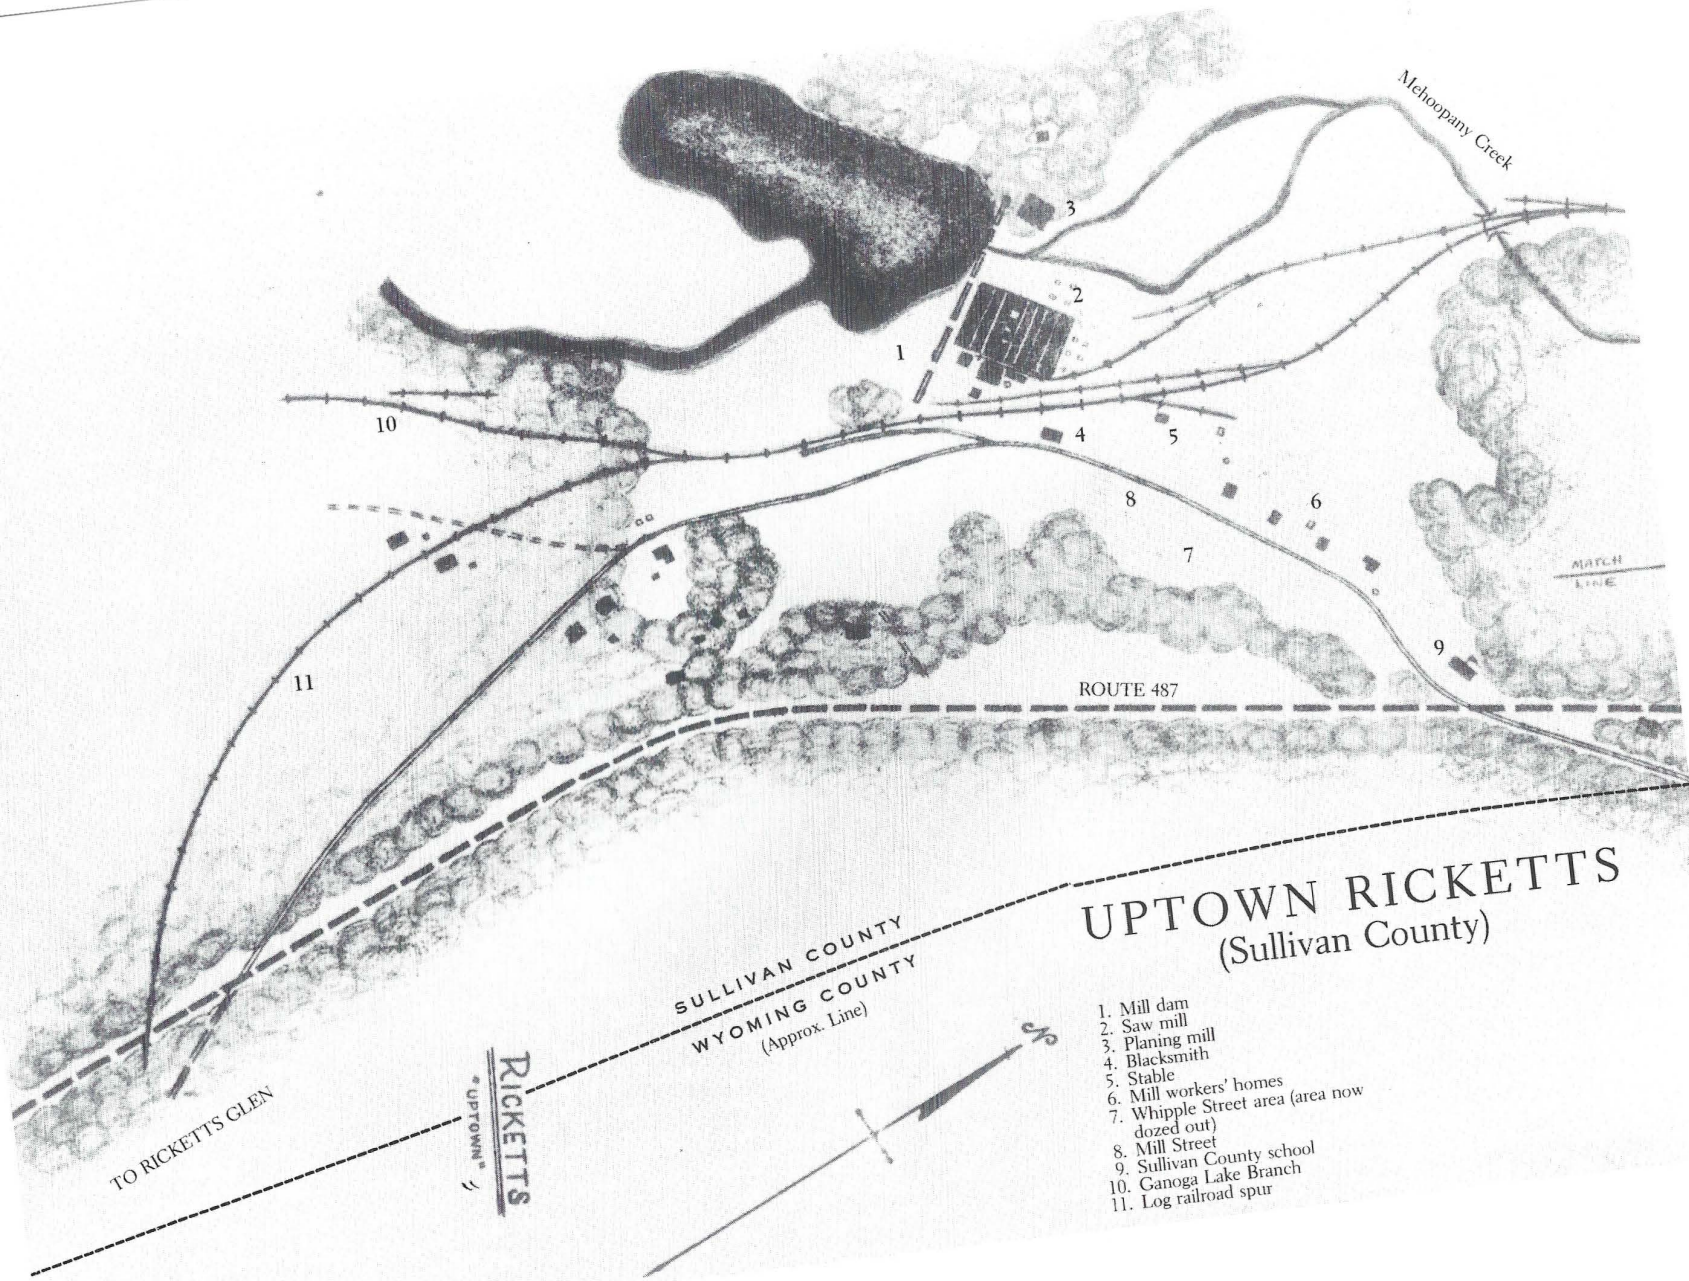 Mehoopany Creek
3
2
1
10
4
5
8
6
7
MATCH
LINE
9
11
ROUTE 487
UPTOWN RICKETTS
(Sullivan County)
SULLIVAN COUNTY
WYOMING COUNTY
(Approx. Line)
N
1. Mill dam
2. Saw mill
3. Planing mill
4. Blacksmith
5. Stable
6. Mill workers' homes
7. Whipple Street area (area now
dozed out)
8. Mill Street
9. Sullivan County school
10. Ganoga Lake Branch
11. Log railroad spur
RICKETTS
"UPTOWN"
TO RICKETTS GLEN